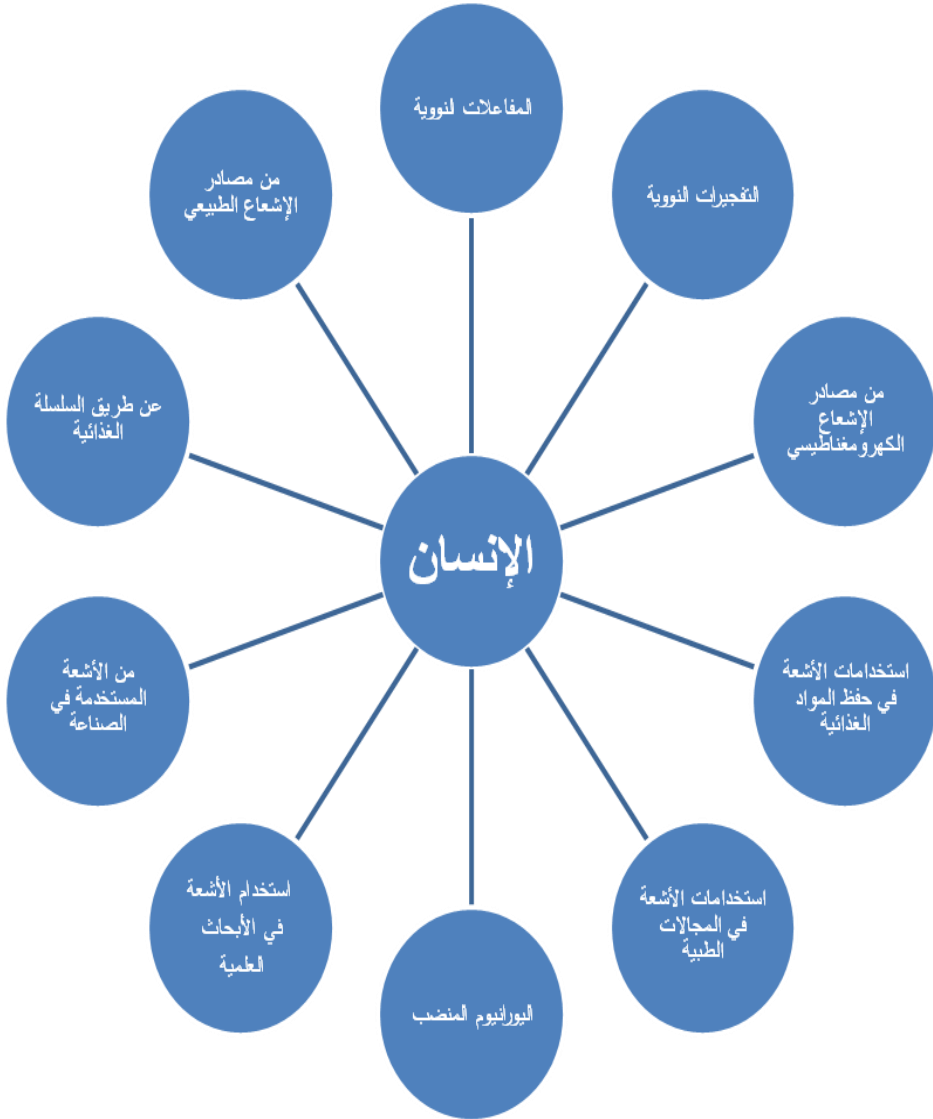 المفاعلات لنووية
التفجيرات النووية
من مصادر
الإشعاع
الكهرومغناطيسي
استخدامات الأشعة
في حفظ المواد
الغذائية
استخدامات الأشعة
في المجالات
الطبية
اليورانيوم المنضب
استخدام الأشعة
في الأبحاث
العلمية
من الأشعة
المستخدمة في
الصناعة
عن طريق السلسلة
الغذائية
من مصادر
الإشعاع الطبيعي
الإنسان